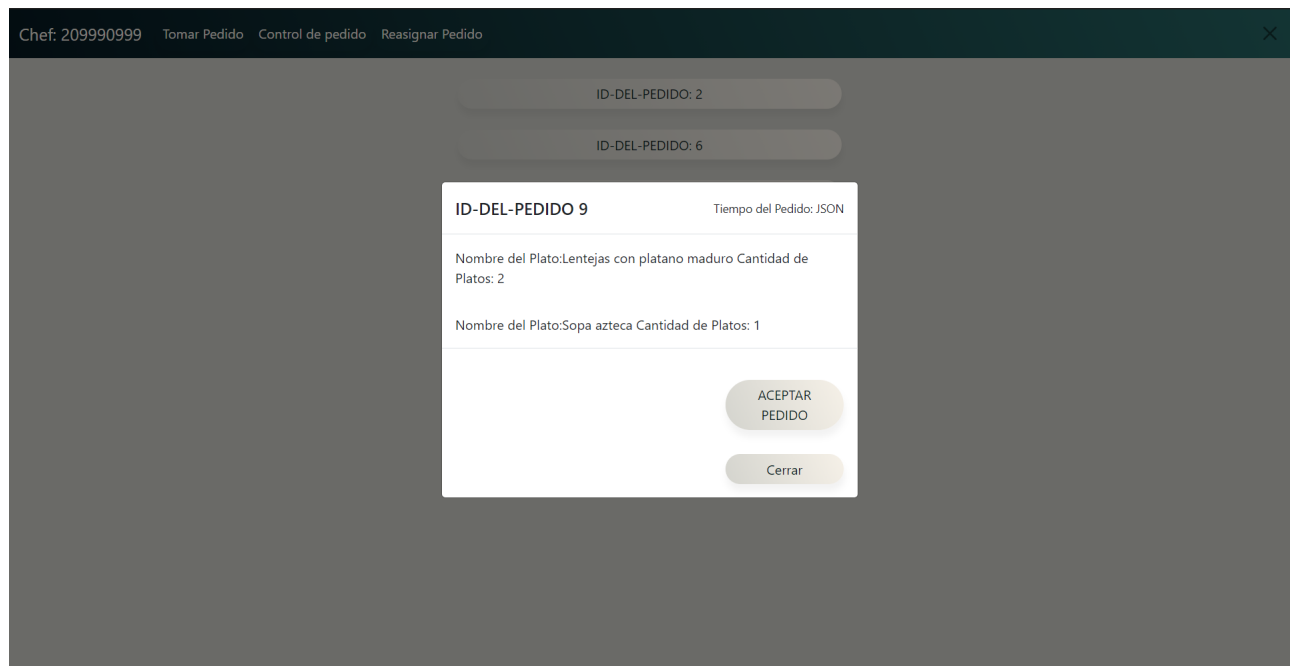 Chef: 209990999 Tomar Pedido Control de pedido Reasignar Pedido
ID-DEL-PEDIDO: 2
ID-DEL-PEDIDO: 6
ID-DEL-PEDIDO 9 Tiempo del Pedido: JSON
Nombre del Plato:Lentejas con platano maduro Cantidad de
Platos: 2
Nombre del Plato:Sopa azteca Cantidad de Platos: 1
ACEPTAR
PEDIDO
Cerrar